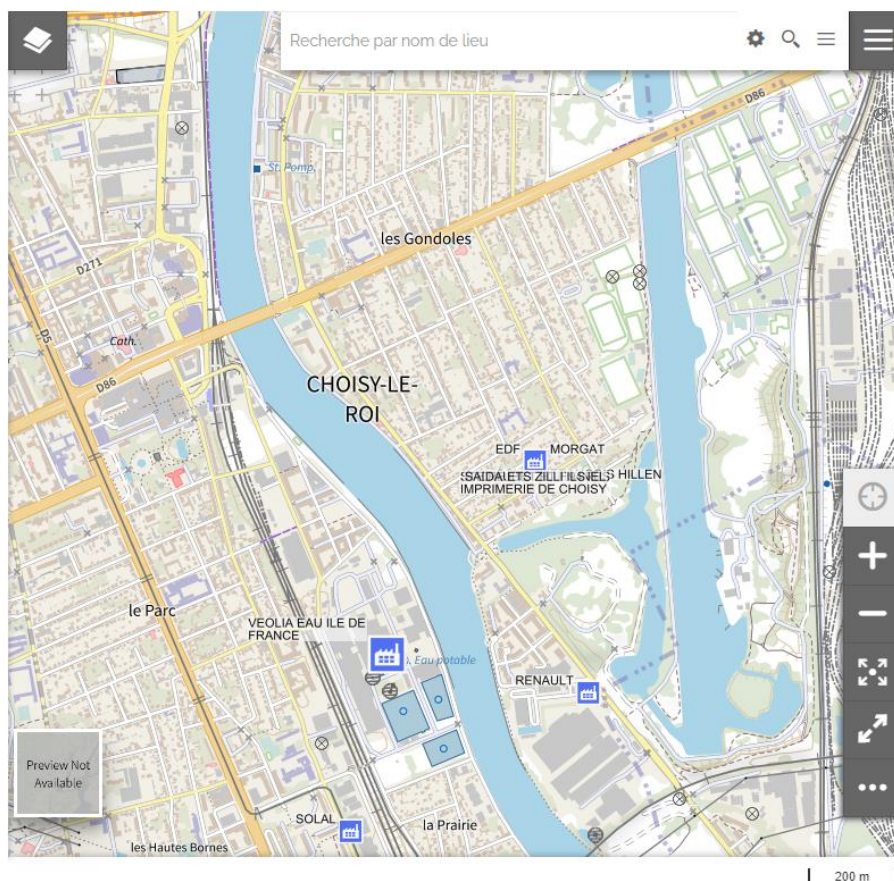 Recherche par nom de lieu
D86
St. Pomp.
les Gondoles
D271
Cath.
D5
D86
CHOISY-LE-
ROI
EDF
MORGAT
HILLEN
IMPRIMERIE DE CHOISY
le Parc
VEOLIA EAU ILE DE
FRANCE
Eau potable
RENAULT
Preview Not
Available
SOLAL
la Prairie
les Hautes Bornes
200 m